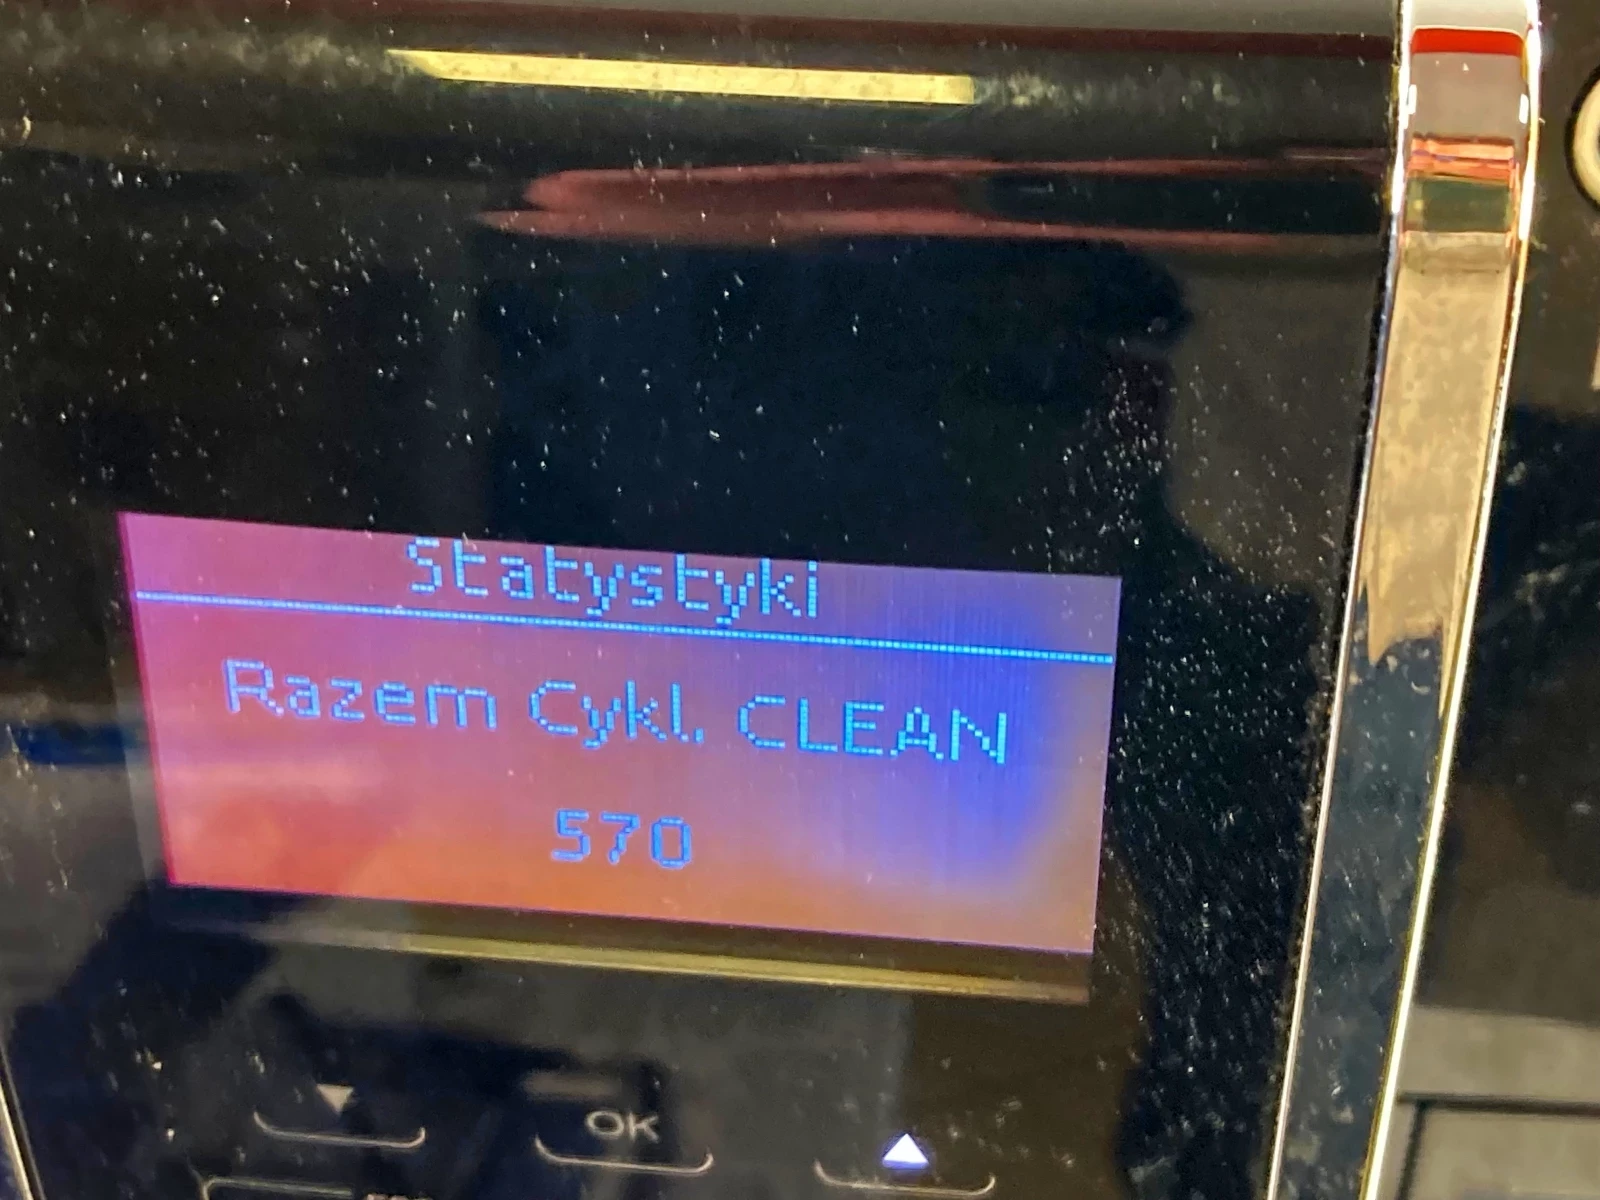 Statystyki
Razem Cykl. CLEAN
570
OK